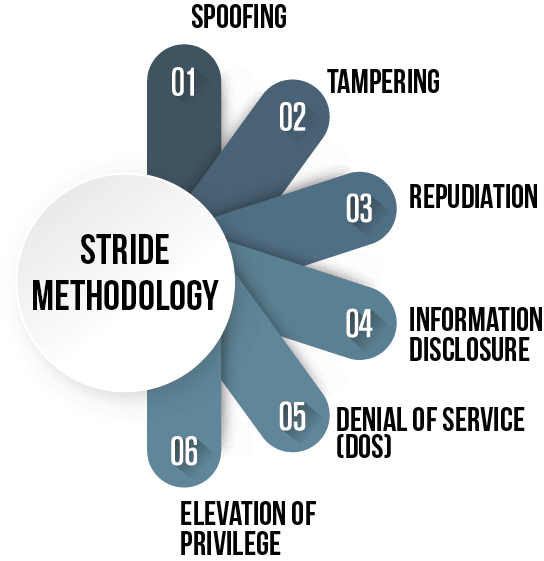 SPOOFING
01
TAMPERING
02
REPUDIATION
03
STRIDE
METHODOLOGY
04
INFORMATION
DISCLOSURE
05
DENIAL OF SERVICE
(DOS)
06
ELEVATION OF
PRIVILEGE